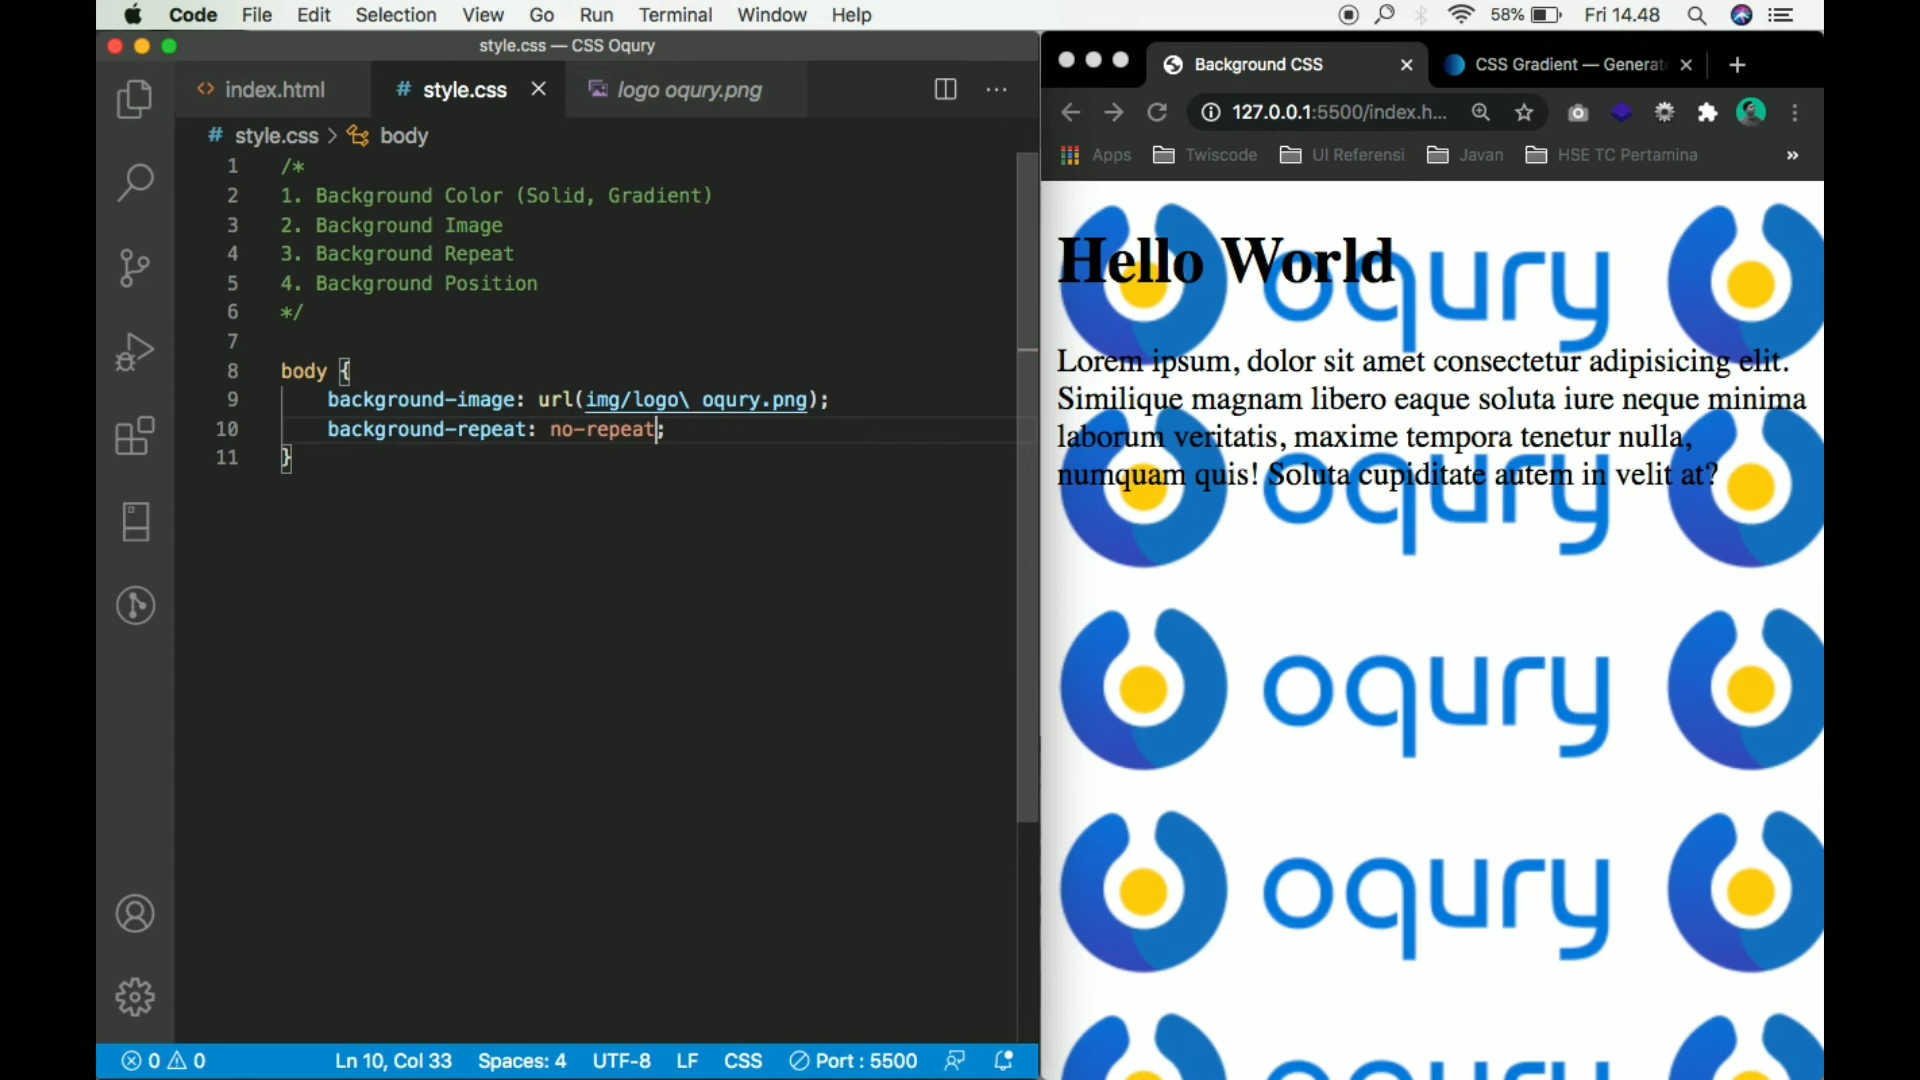 Code File Edit Selection View Go Run Terminal Window Help 58% Fri 14.48
style.css — CSS Oqury
index.html # style.css logo oqury.png
# style.css > body
1 /*
2 1. Background Color (Solid, Gradient)
3 2. Background Image
4 3. Background Repeat
5 4. Background Position
6 */
7
8 body {
9 background-image: url(img/logo\ oqury.png);
10 background-repeat: no-repeat;
11 }
0 0 Ln 10, Col 33 Spaces: 4 UTF-8 LF CSS Port : 5500
Background CSS CSS Gradient — Generat
127.0.0.1:5500/index.h...
Apps Twiscode UI Referensi Javan HSE TC Pertamina »
Hello World
oqury
Lorem ipsum, dolor sit amet consectetur adipisicing elit.
Similique magnam libero eaque soluta iure neque minima
laborum veritatis, maxime tempora tenetur nulla,
numquam quis! Soluta cupiditate autem in velit at?
oqury
oqury
oqury